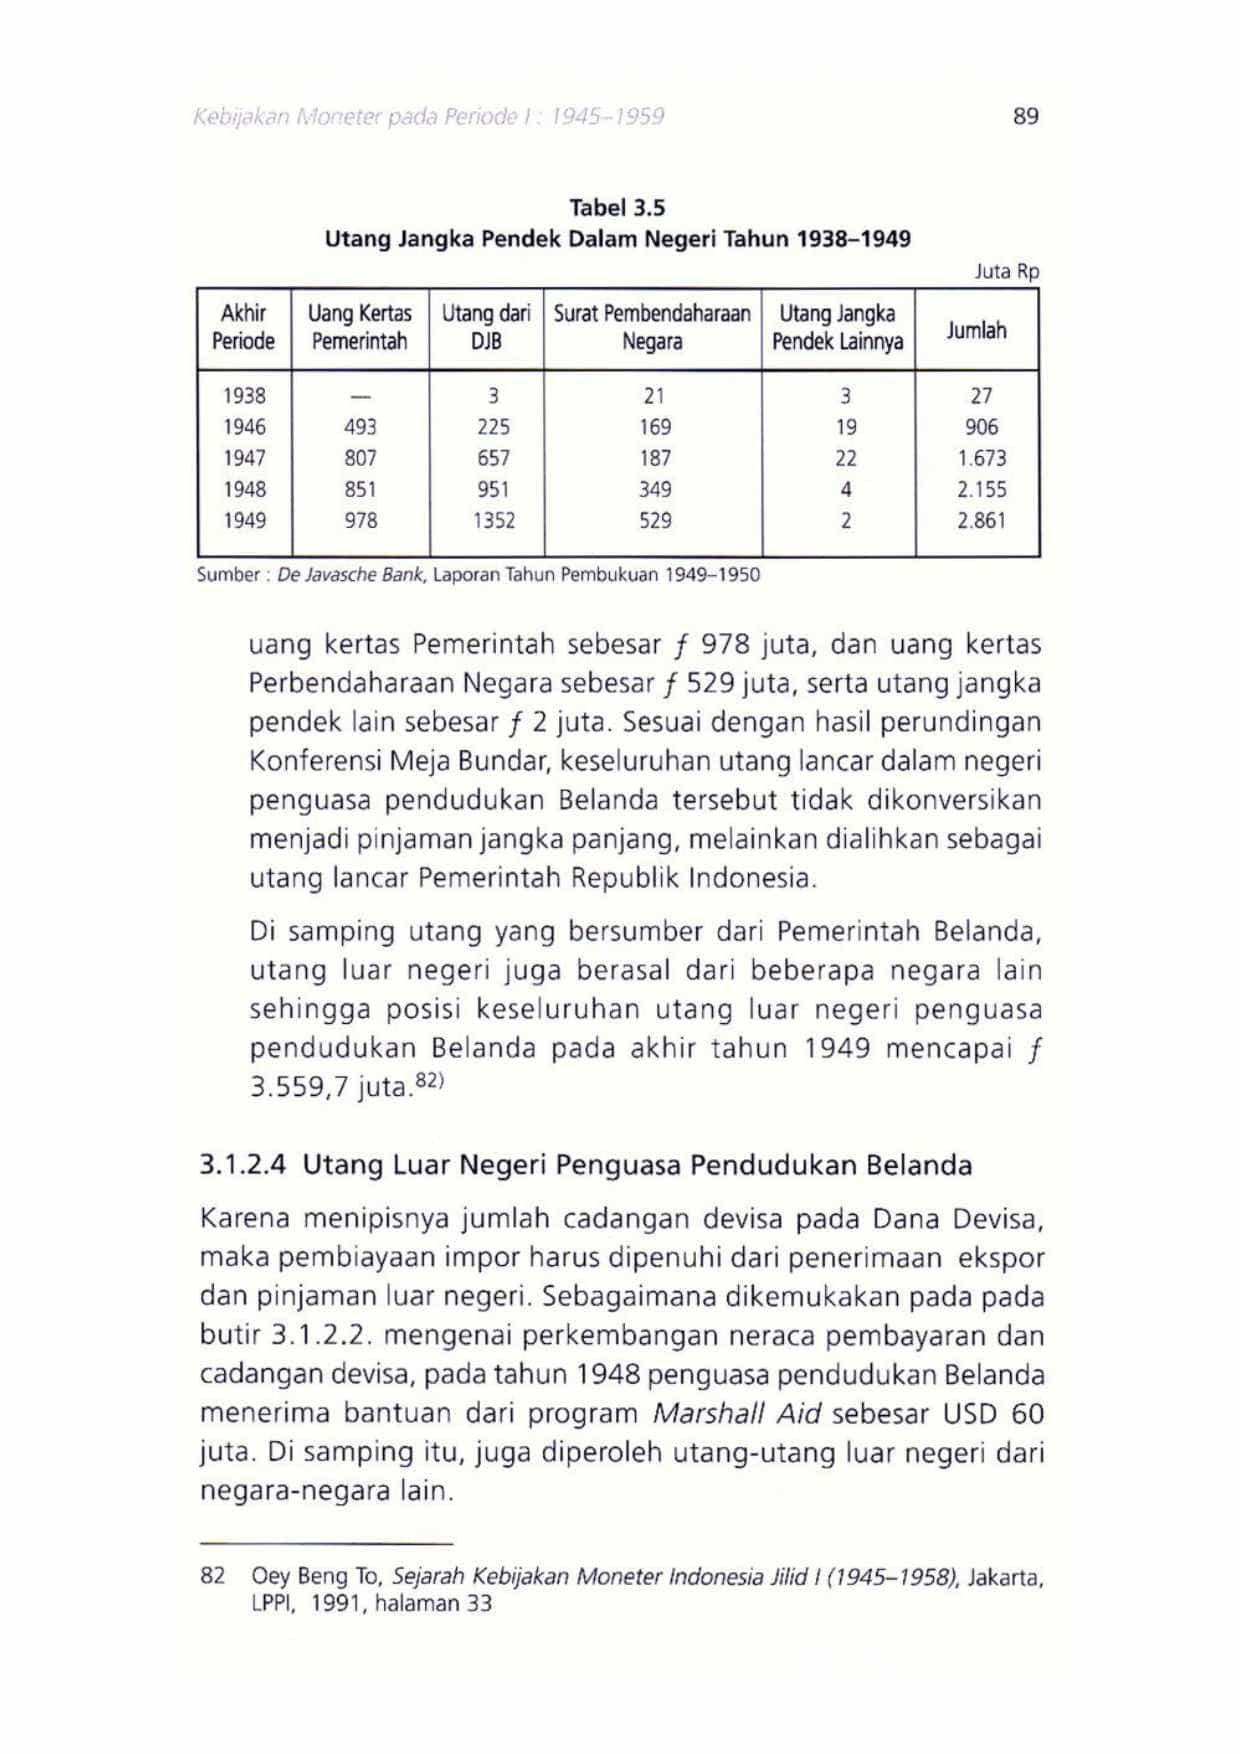 Kebijakan Moneter pada Periode I : 1945–1959 89
Tabel 3.5
Utang Jangka Pendek Dalam Negeri Tahun 1938–1949
Juta Rp
Akhir Periode | Uang Kertas Pemerintah | Utang dari DJB | Surat Pembendaharaan Negara | Utang Jangka Pendek Lainnya | Jumlah
1938 — 3 21 3 27
1946 493 225 169 19 906
1947 807 657 187 22 1.673
1948 851 951 349 4 2.155
1949 978 1352 529 2 2.861
Sumber : De Javasche Bank, Laporan Tahun Pembukuan 1949–1950
uang kertas Pemerintah sebesar ƒ 978 juta, dan uang kertas
Perbendaharaan Negara sebesar ƒ 529 juta, serta utang jangka
pendek lain sebesar ƒ 2 juta. Sesuai dengan hasil perundingan
Konferensi Meja Bundar, keseluruhan utang lancar dalam negeri
penguasa pendudukan Belanda tersebut tidak dikonversikan
menjadi pinjaman jangka panjang, melainkan dialihkan sebagai
utang lancar Pemerintah Republik Indonesia.
Di samping utang yang bersumber dari Pemerintah Belanda,
utang luar negeri juga berasal dari beberapa negara lain
sehingga posisi keseluruhan utang luar negeri penguasa
pendudukan Belanda pada akhir tahun 1949 mencapai ƒ
3.559,7 juta.82)
3.1.2.4 Utang Luar Negeri Penguasa Pendudukan Belanda
Karena menipisnya jumlah cadangan devisa pada Dana Devisa,
maka pembiayaan impor harus dipenuhi dari penerimaan ekspor
dan pinjaman luar negeri. Sebagaimana dikemukakan pada pada
butir 3.1.2.2. mengenai perkembangan neraca pembayaran dan
cadangan devisa, pada tahun 1948 penguasa pendudukan Belanda
menerima bantuan dari program Marshall Aid sebesar USD 60
juta. Di samping itu, juga diperoleh utang-utang luar negeri dari
negara-negara lain.
82 Oey Beng To, Sejarah Kebijakan Moneter Indonesia Jilid I (1945–1958), Jakarta,
LPPI, 1991, halaman 33